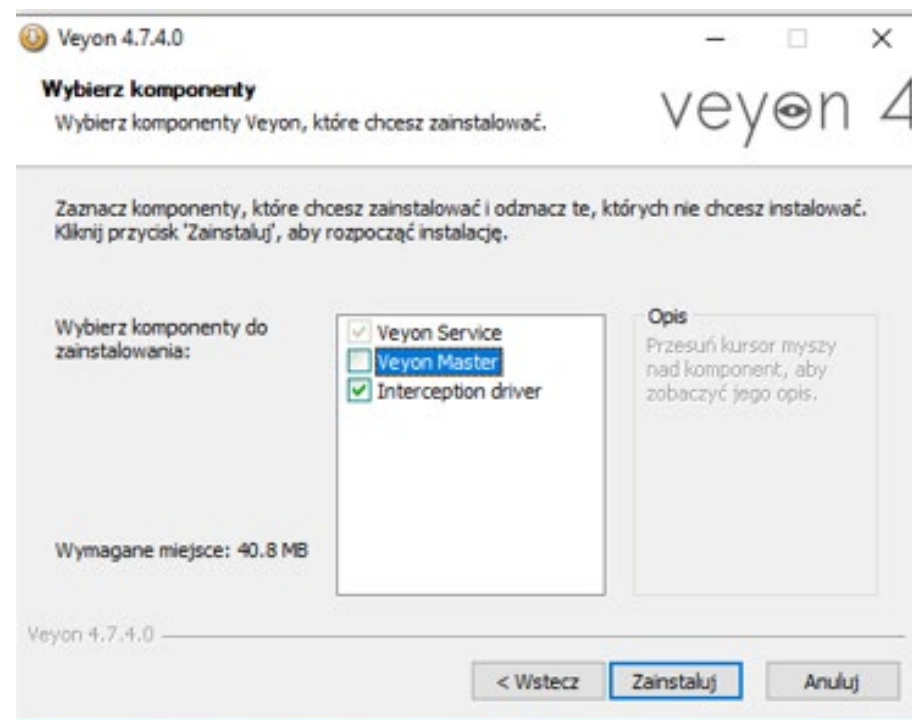 Veyon 4.7.4.0
Wybierz komponenty
Wybierz komponenty Veyon, które chcesz zainstalować.
veyon 4
Zaznacz komponenty, które chcesz zainstalować i odznacz te, których nie chcesz instalować.
Kliknij przycisk 'Zainstaluj', aby rozpocząć instalację.
Wybierz komponenty do
zainstalowania:
Veyon Service
Veyon Master
Interception driver
Opis
Przesuń kursor myszy
nad komponent, aby
zobaczyć jego opis.
Wymagane miejsce: 40.8 MB
Veyon 4.7.4.0
< Wstecz
Zainstaluj
Anuluj